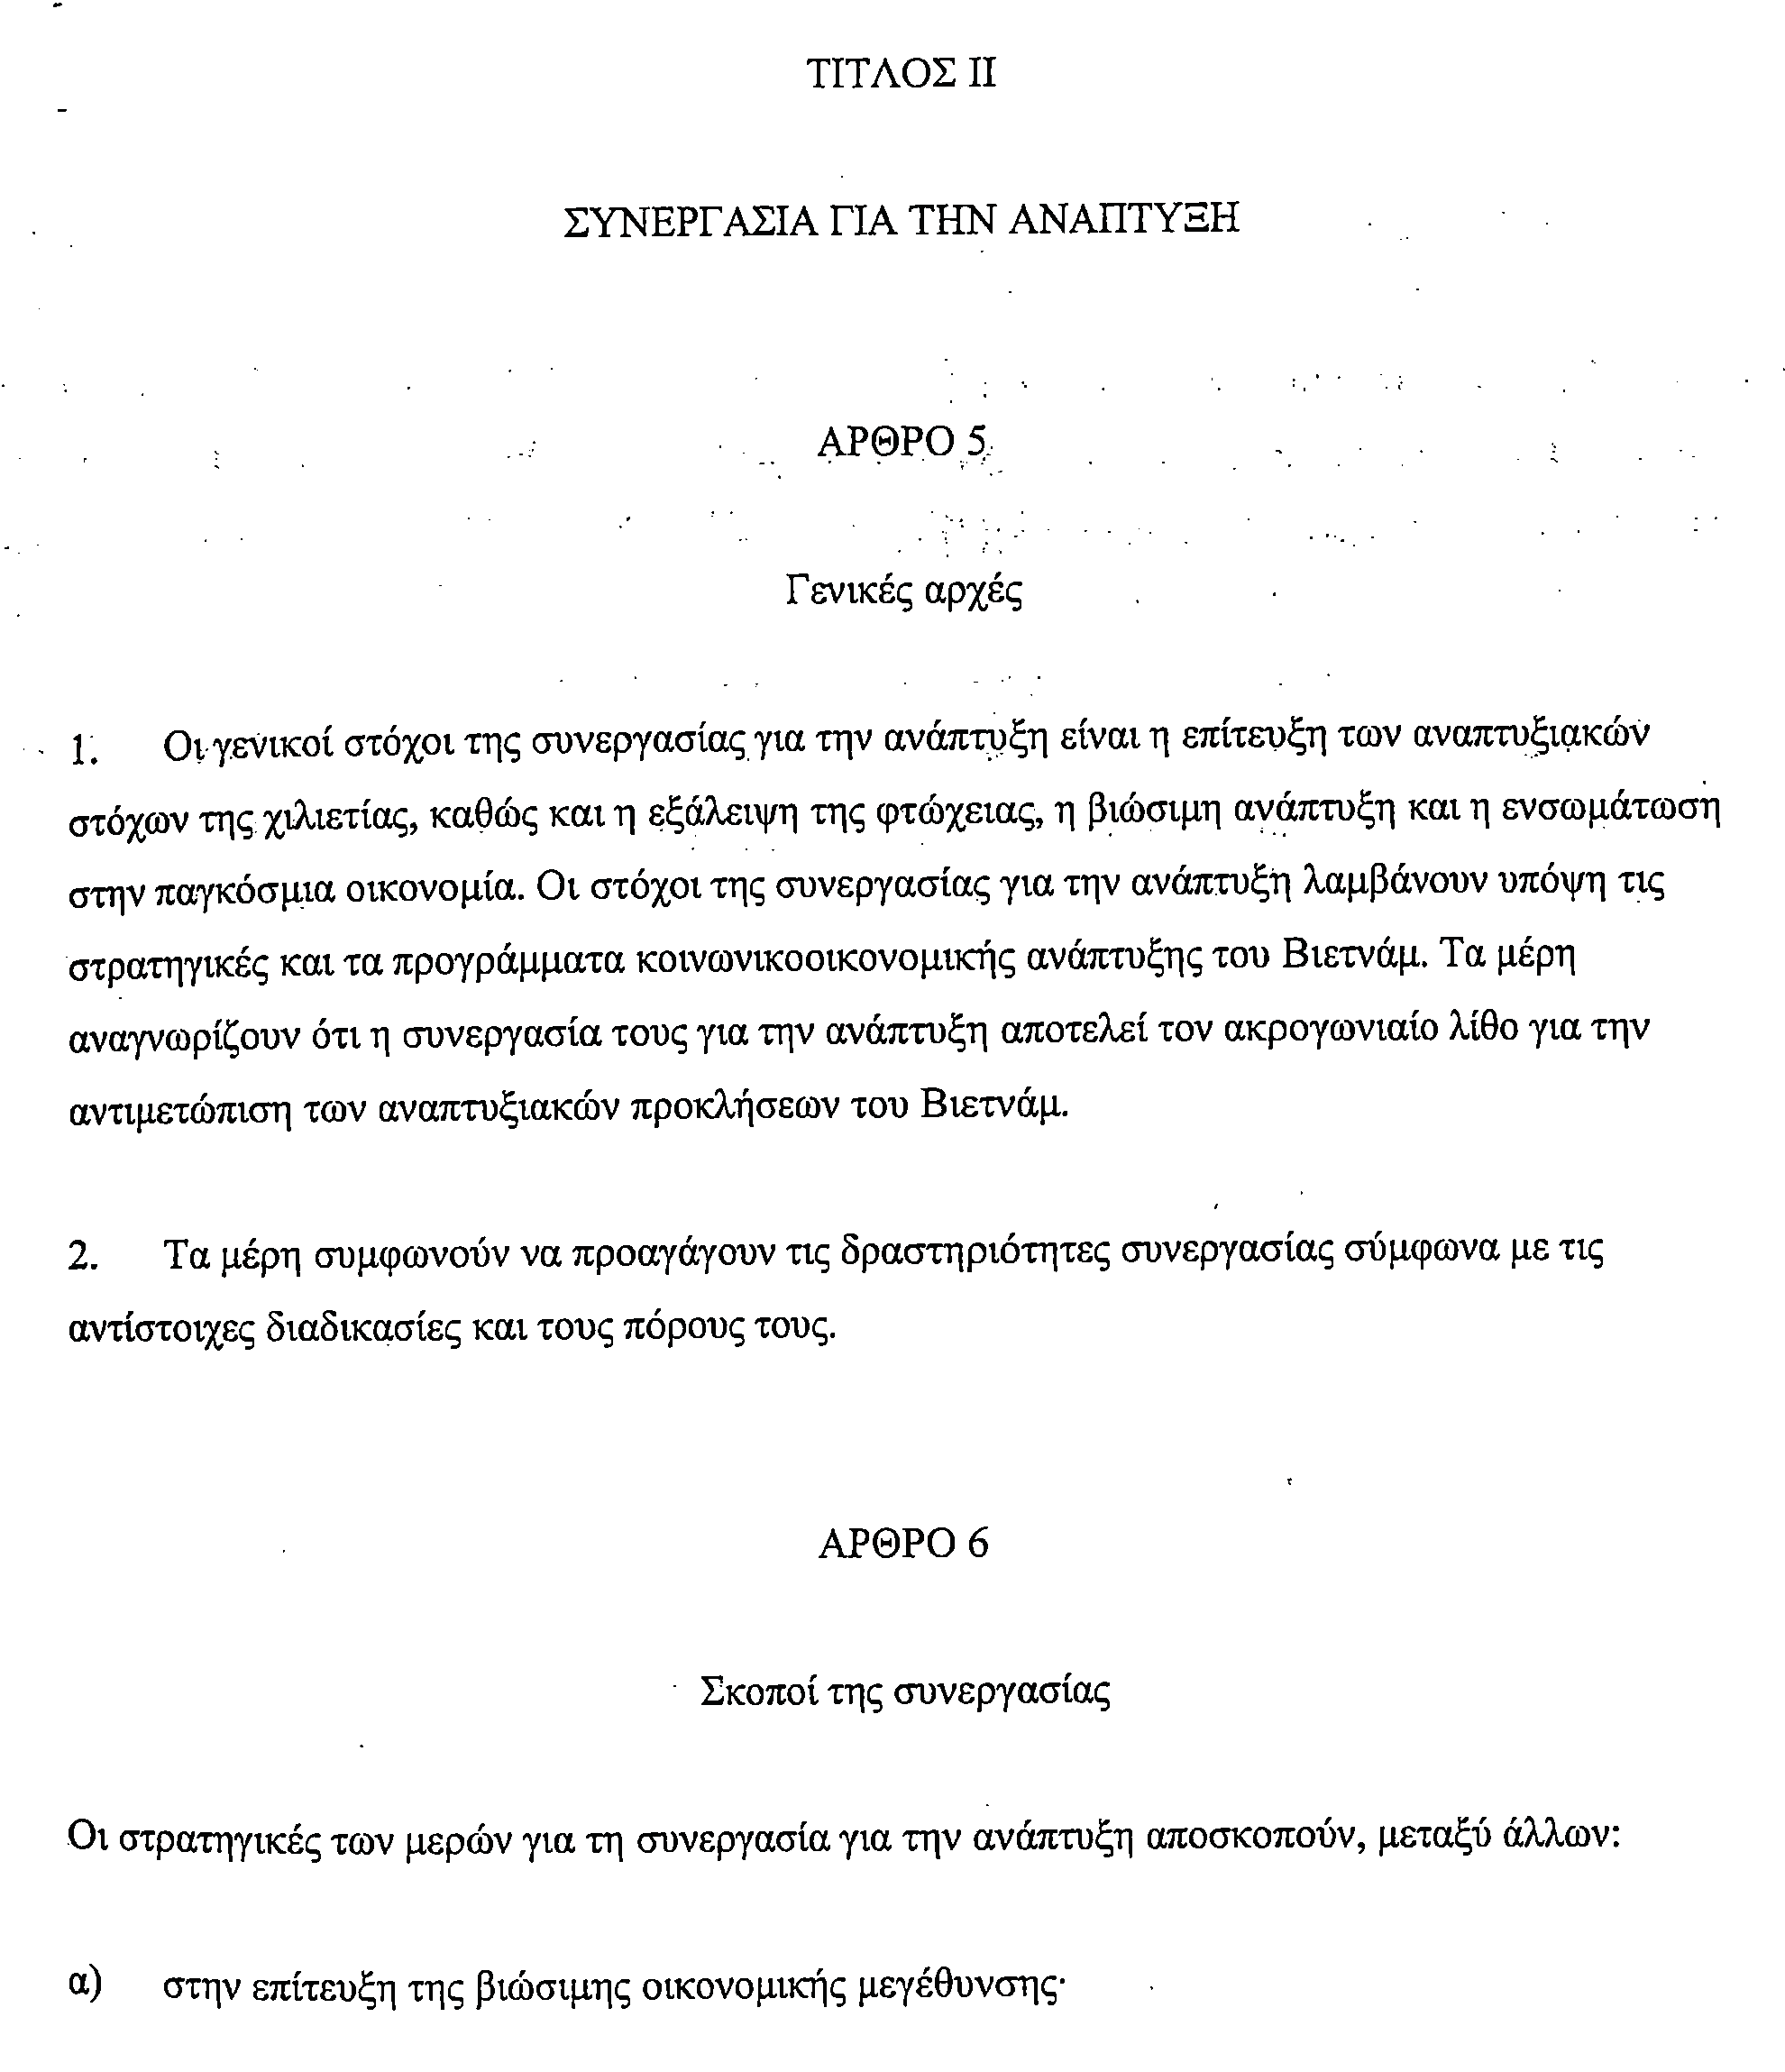 ΤΙΤΛΟΣ II
ΣΥΝΕΡΓΑΣΙΑ ΓΙΑ ΤΗΝ ΑΝΑΠΤΥΞΗ
ΑΡΘΡΟ 5
Γενικές αρχές
1. Οι γενικοί στόχοι της συνεργασίας για την ανάπτυξη είναι η επίτευξη των αναπτυξιακών
στόχων της χιλιετίας, καθώς και η εξάλειψη της φτώχειας, η βιώσιμη ανάπτυξη και η ενσωμάτωση
στην παγκόσμια οικονομία. Οι στόχοι της συνεργασίας για την ανάπτυξη λαμβάνουν υπόψη τις
στρατηγικές και τα προγράμματα κοινωνικοοικονομικής ανάπτυξης του Βιετνάμ. Τα μέρη
αναγνωρίζουν ότι η συνεργασία τους για την ανάπτυξη αποτελεί τον ακρογωνιαίο λίθο για την
αντιμετώπιση των αναπτυξιακών προκλήσεων του Βιετνάμ.
2. Τα μέρη συμφωνούν να προαγάγουν τις δραστηριότητες συνεργασίας σύμφωνα με τις
αντίστοιχες διαδικασίες και τους πόρους τους.
ΑΡΘΡΟ 6
Σκοποί της συνεργασίας
Οι στρατηγικές των μερών για τη συνεργασία για την ανάπτυξη αποσκοπούν, μεταξύ άλλων:
α) στην επίτευξη της βιώσιμης οικονομικής μεγέθυνσης·